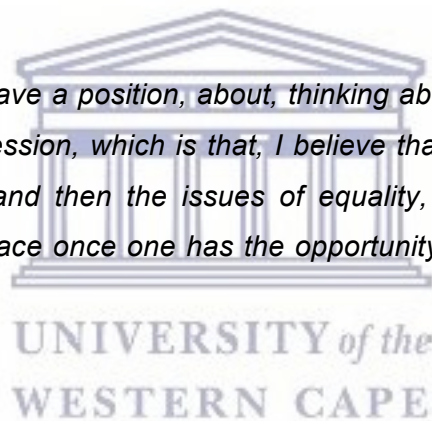 ave a position, about, thinking ab
ession, which is that, I believe tha
and then the issues of equality,
ace once one has the opportunity
UNIVERSITY of the
WESTERN CAPE